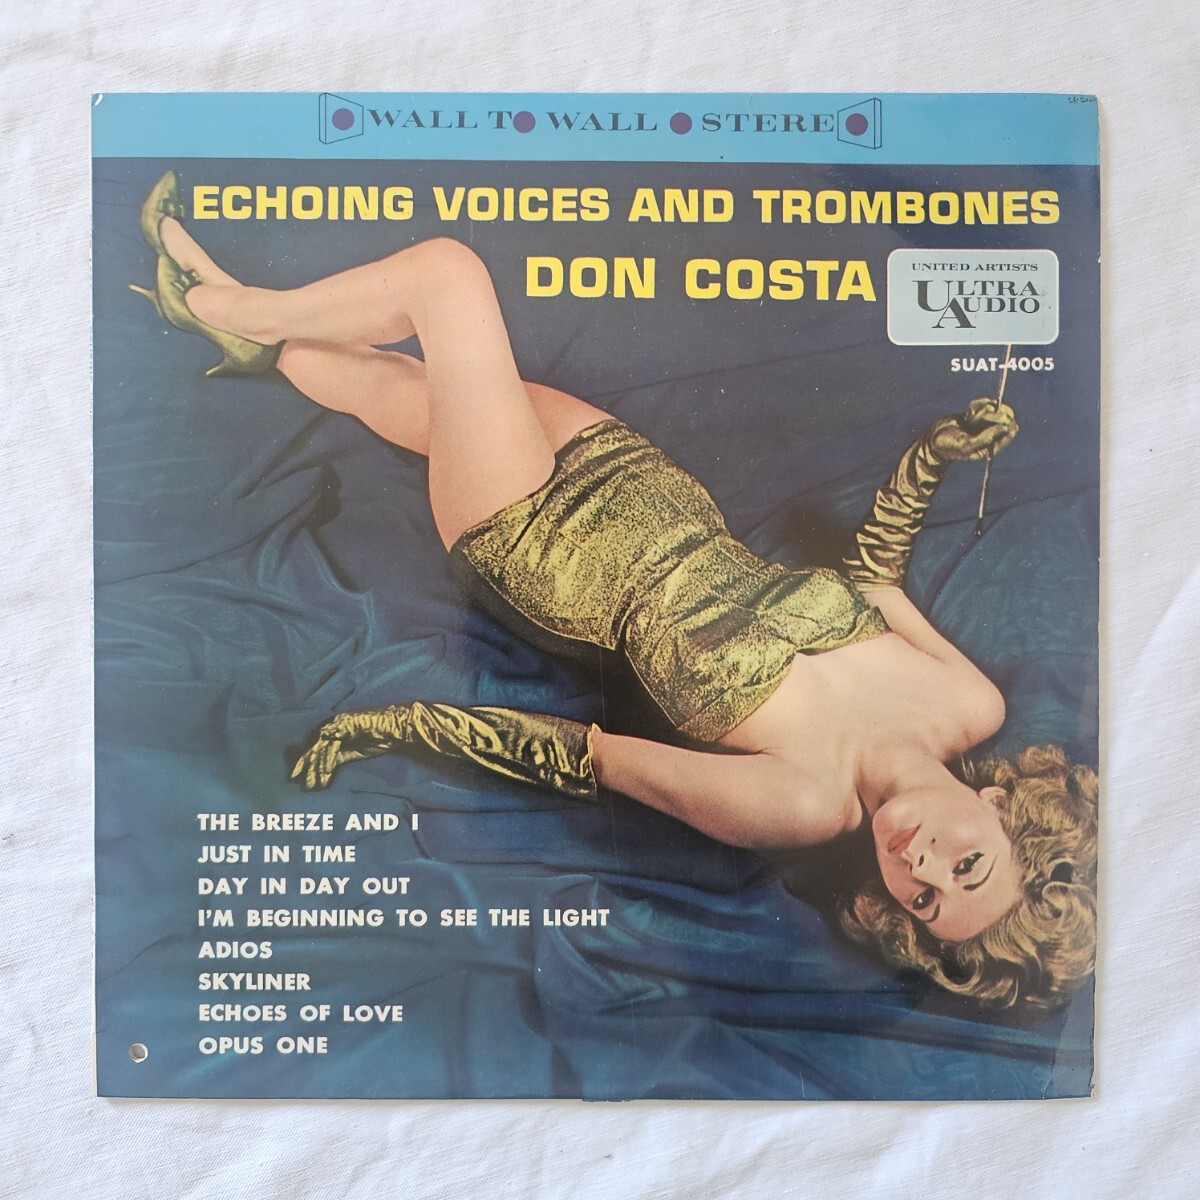 WALL TO WALL STEREO
ECHOING VOICES AND TROMBONES
DON COSTA
UNITED ARTISTS
ULTRA
AUDIO
SUAT-4005
THE BREEZE AND I
JUST IN TIME
DAY IN DAY OUT
I'M BEGINNING TO SEE THE LIGHT
ADIOS
SKYLINER
ECHOES OF LOVE
OPUS ONE